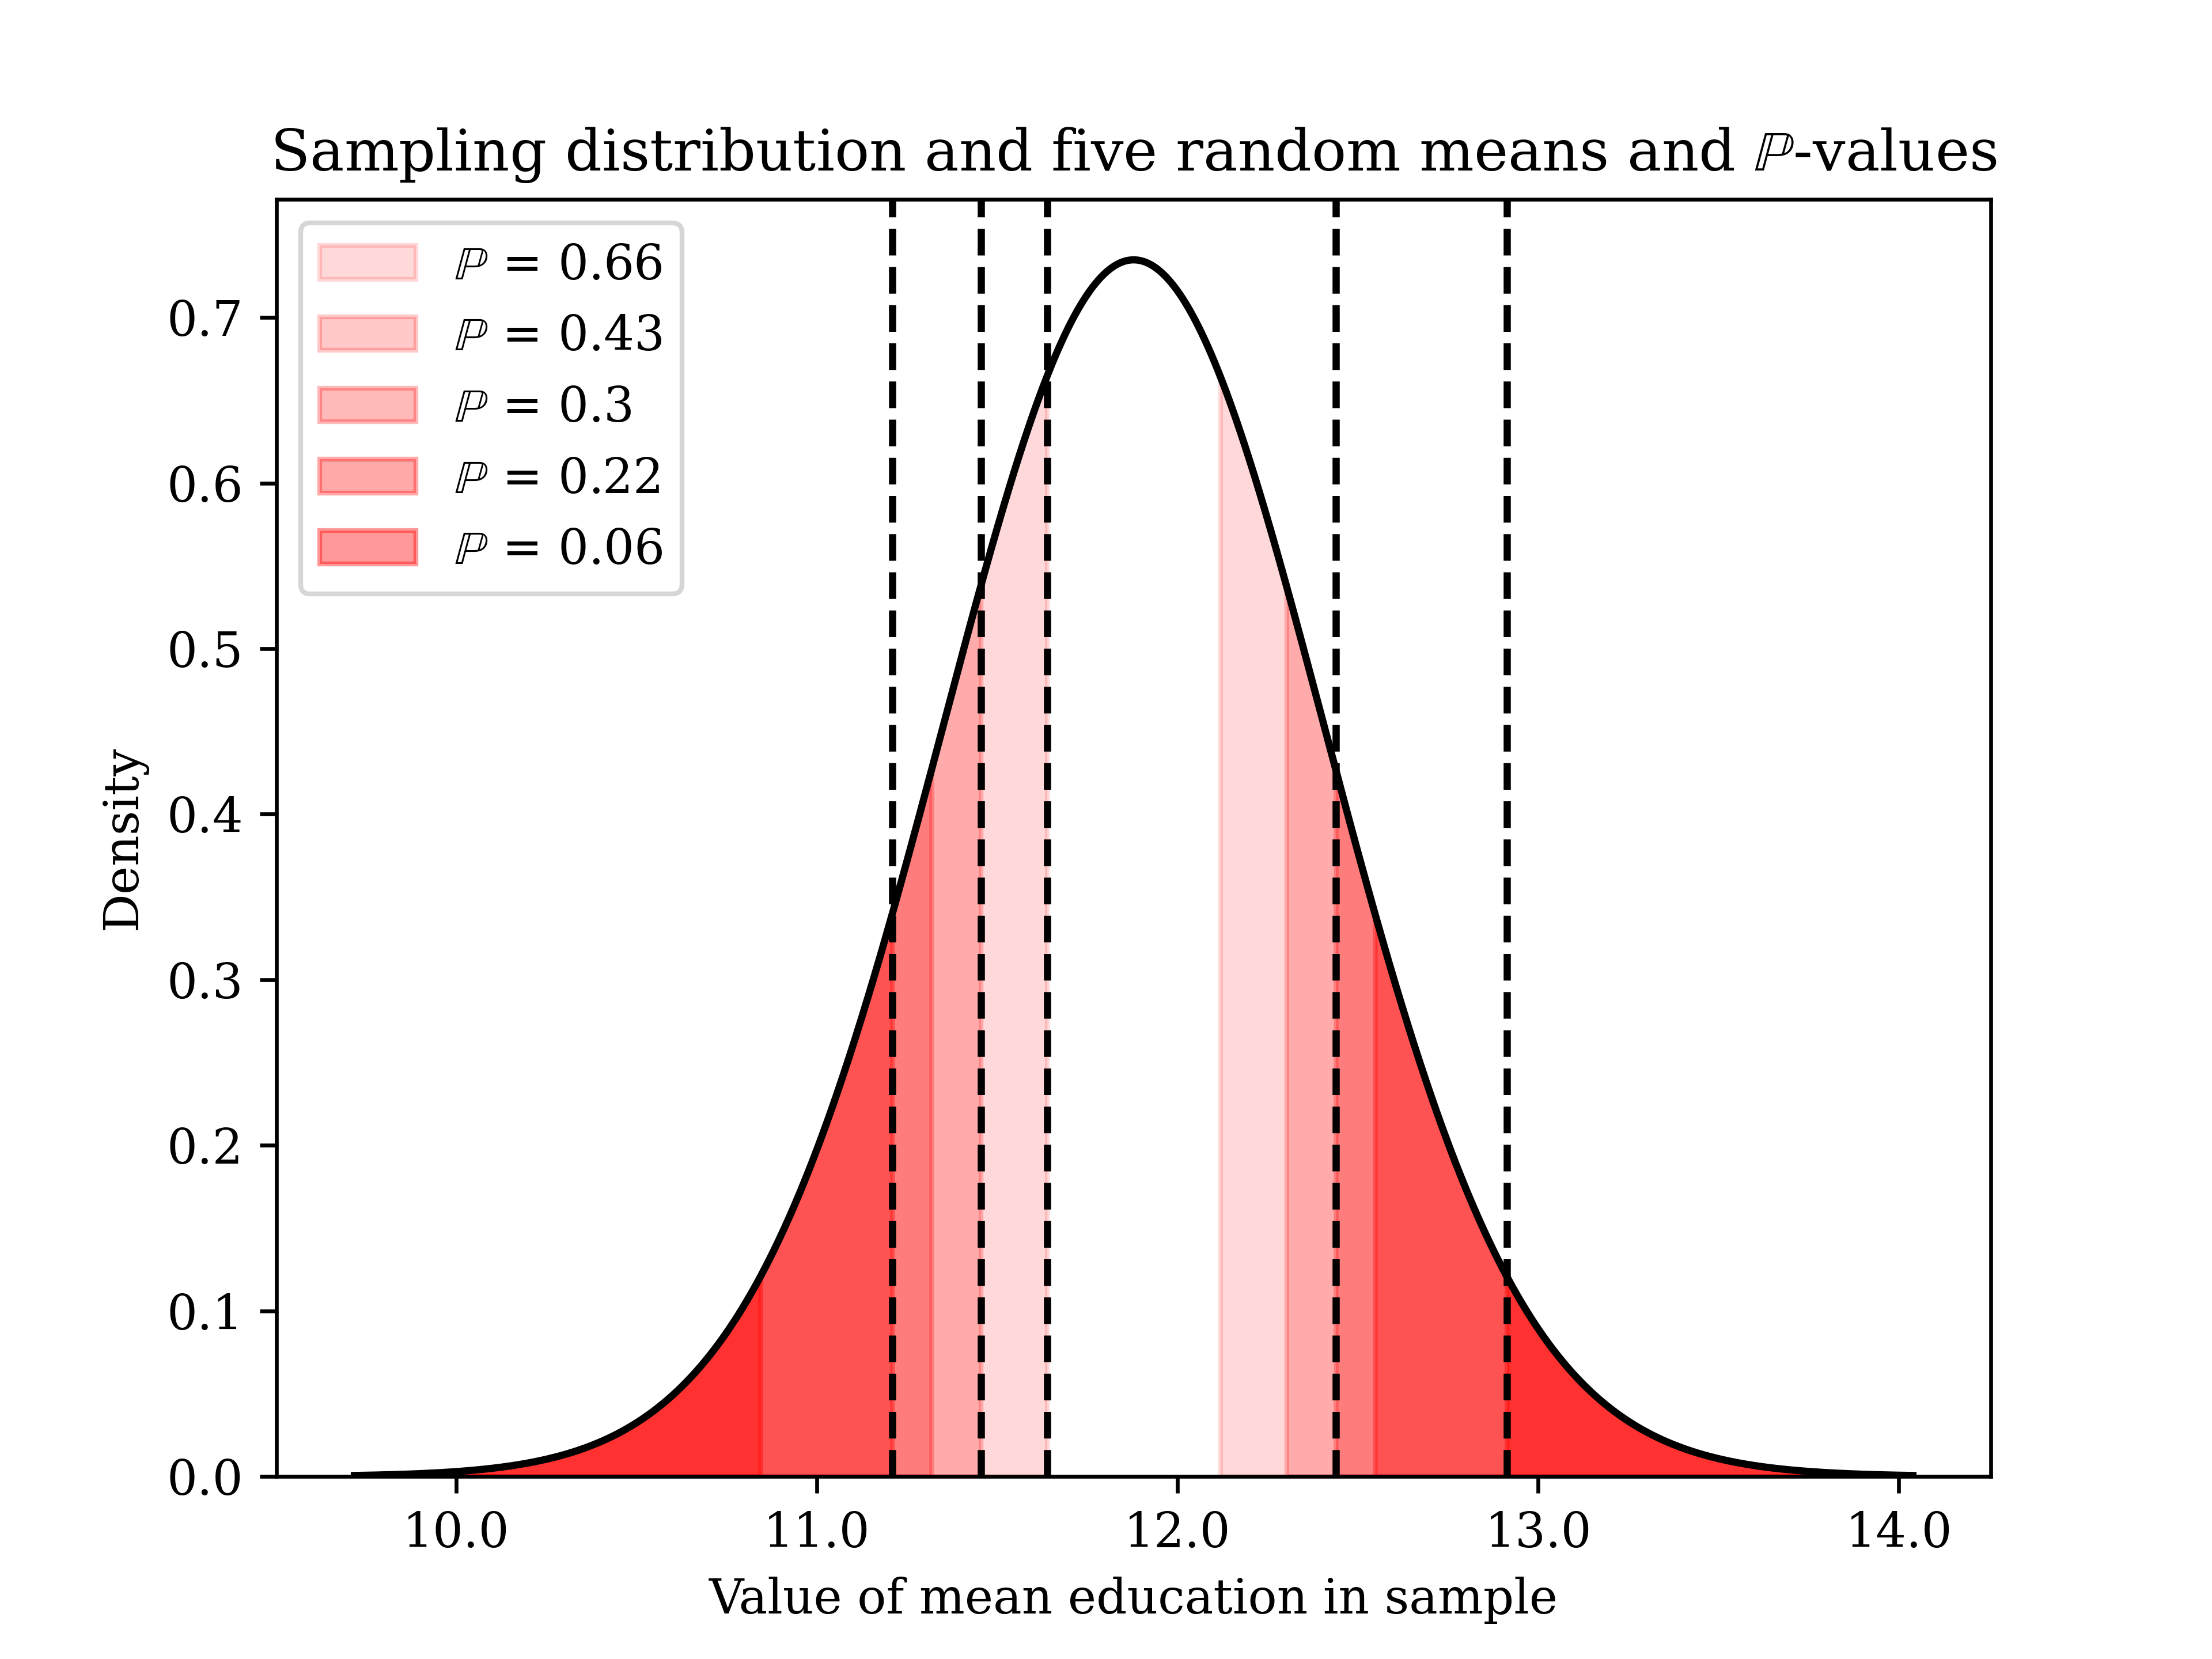 Sampling distribution and five random means and ℙ-values
ℙ = 0.66
ℙ = 0.43
ℙ = 0.3
ℙ = 0.22
ℙ = 0.06
0.7
0.6
0.5
0.4
0.3
0.2
0.1
0.0
Density
10.0 11.0 12.0 13.0 14.0
Value of mean education in sample